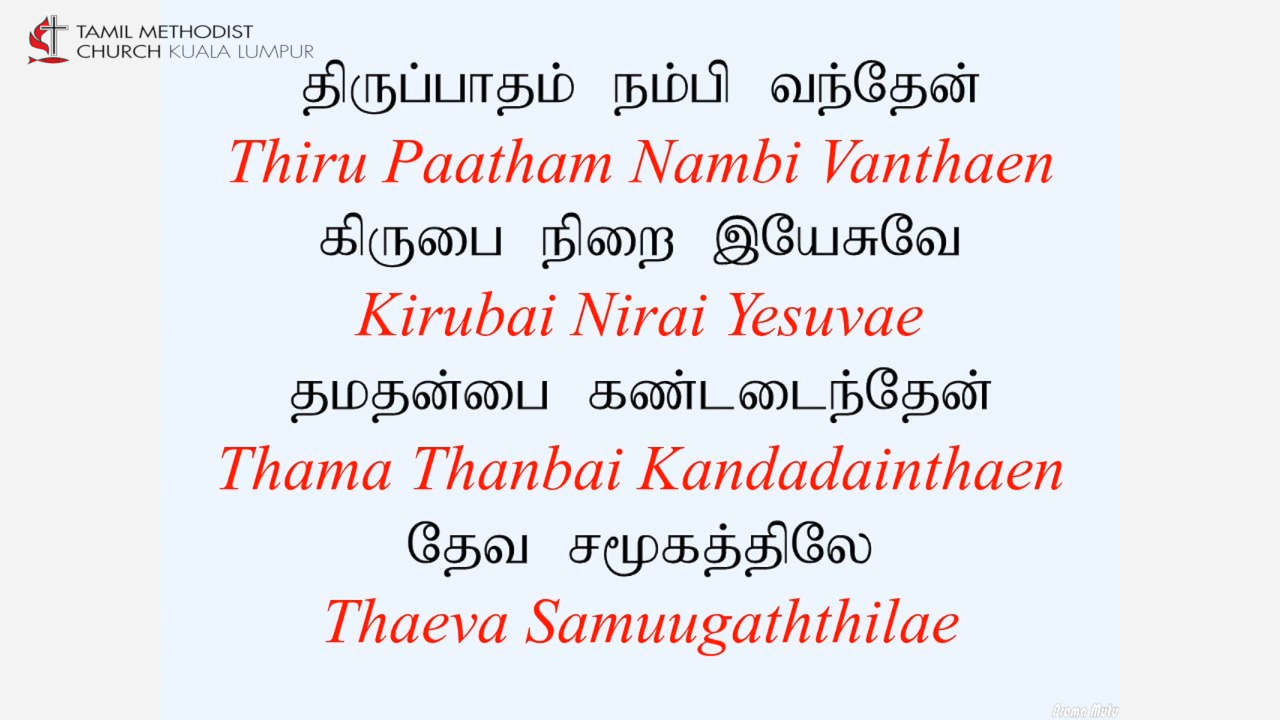 TAMIL METHODIST
CHURCH KUALA LUMPUR
திருப்பாதம் நம்பி வந்தேன்
Thiru Paatham Nambi Vanthaen
கிருபை நிறை இயேசுவே
Kirubai Nirai Yesuvae
தமதன்பை கண்டடைந்தேன்
Thama Thanbai Kandadainthaen
தேவ சமூகத்திலே
Thaeva Samuugaththilae